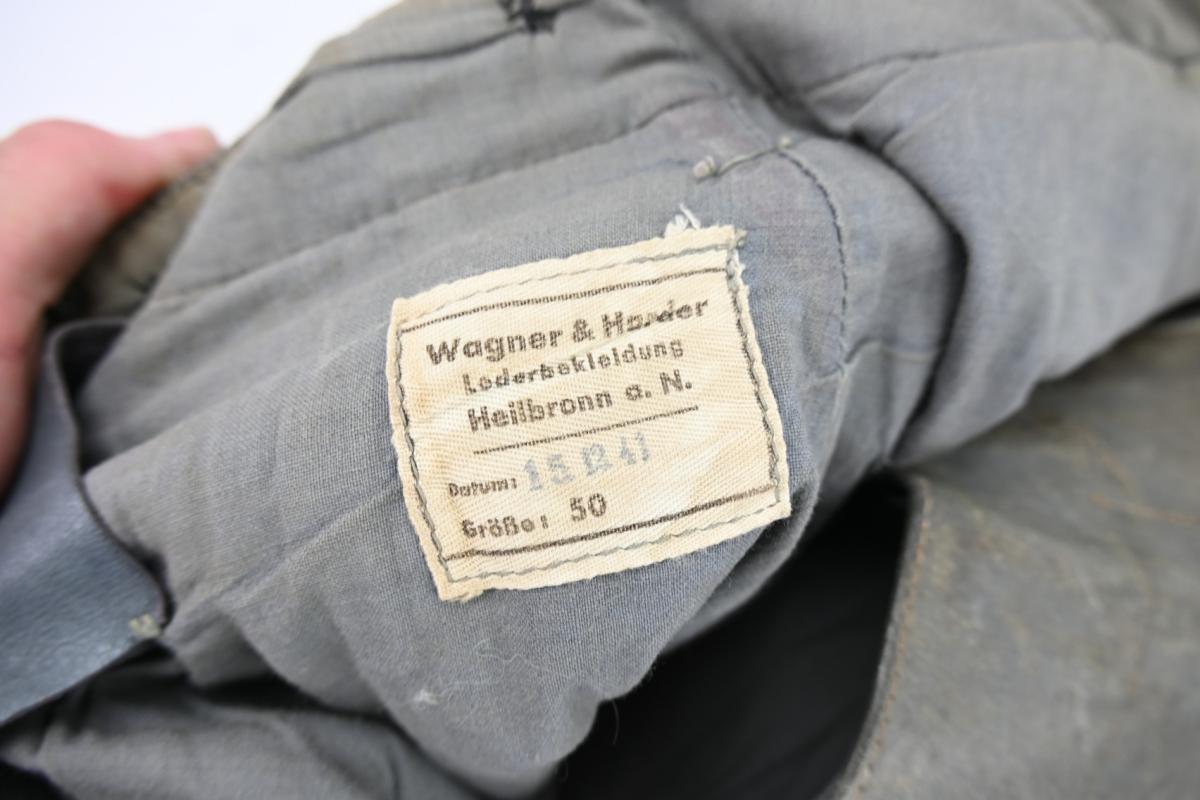 Wagner & Harder
Lederbekleidung
Heilbronn a. N.
Datum: 15.12.41
Größe: 50